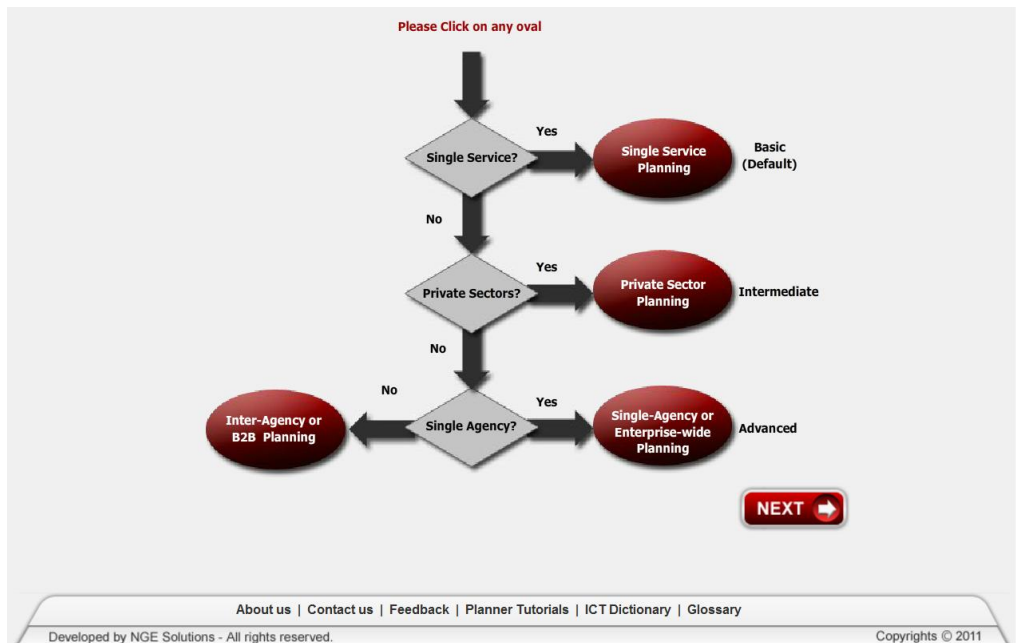 Please Click on any oval
Yes
Single Service?
Single Service
Planning
Basic
(Default)
No
Yes
Private Sectors?
Private Sector
Planning
Intermediate
No
No
Yes
Inter-Agency or
B2B Planning
Single Agency?
Single-Agency or
Enterprise-wide
Planning
Advanced
NEXT
About us | Contact us | Feedback | Planner Tutorials | ICT Dictionary | Glossary
Developed by NGE Solutions - All rights reserved.
Copyrights © 2011